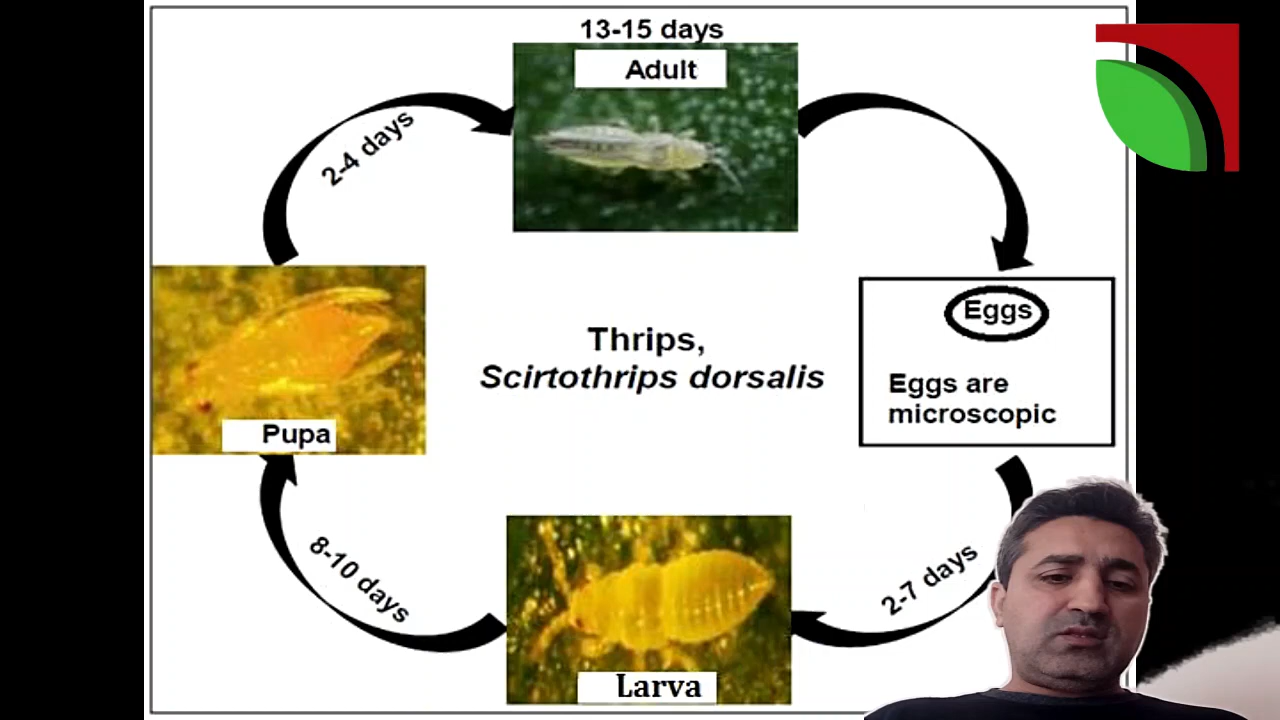 13-15 days
Adult
2-4 days
Eggs
Eggs are
microscopic
Thrips,
Scirtothrips dorsalis
Pupa
8-10 days
2-7 days
Larva